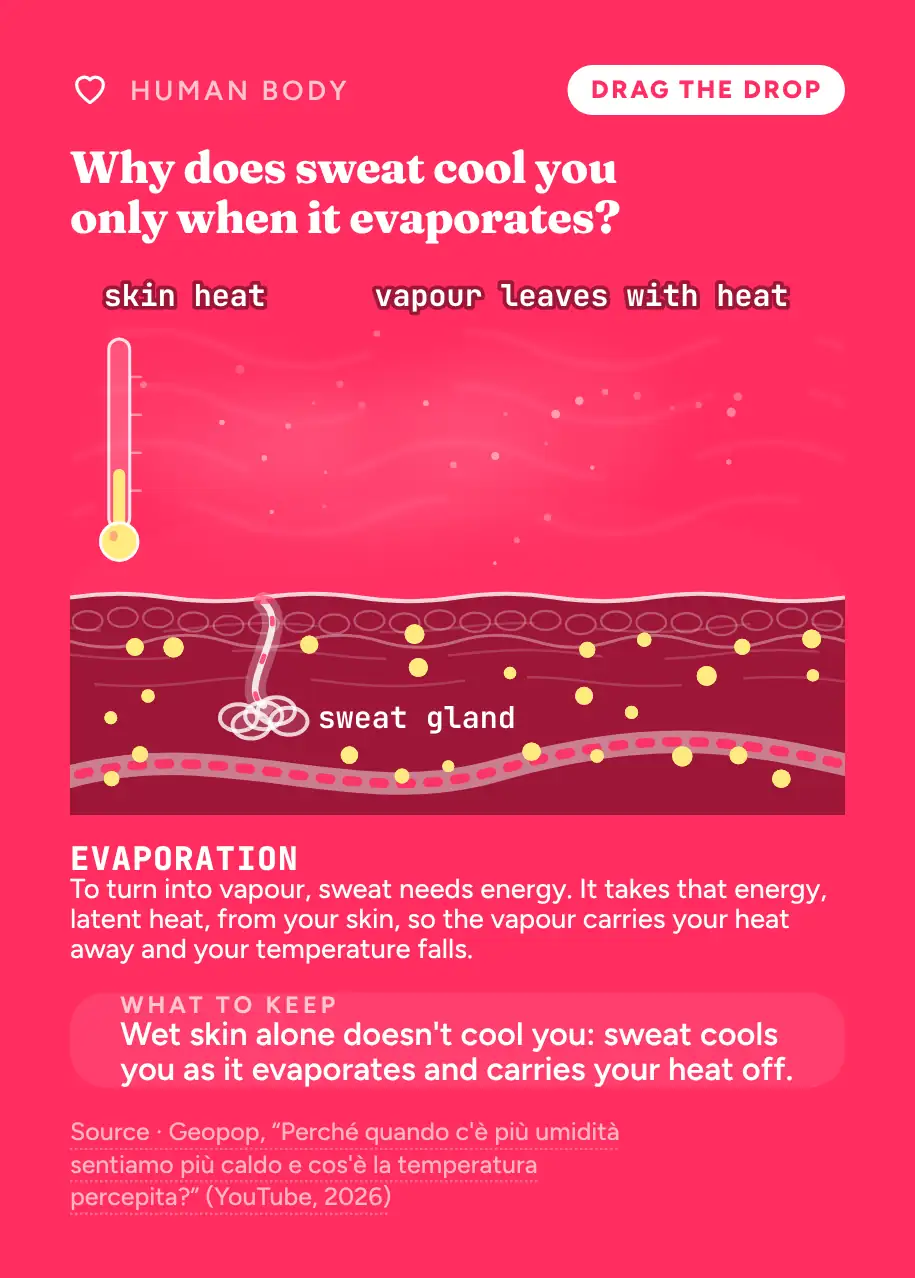 HUMAN BODY
DRAG THE DROP
Why does sweat cool you
only when it evaporates?
skin heat
vapour leaves with heat
sweat gland
EVAPORATION
To turn into vapour, sweat needs energy. It takes that energy,
latent heat, from your skin, so the vapour carries your heat
away and your temperature falls.
WHAT TO KEEP
Wet skin alone doesn't cool you: sweat cools
you as it evaporates and carries your heat off.
Source · Geopop, “Perché quando c'è più umidità
sentiamo più caldo e cos'è la temperatura
percepita?” (YouTube, 2026)